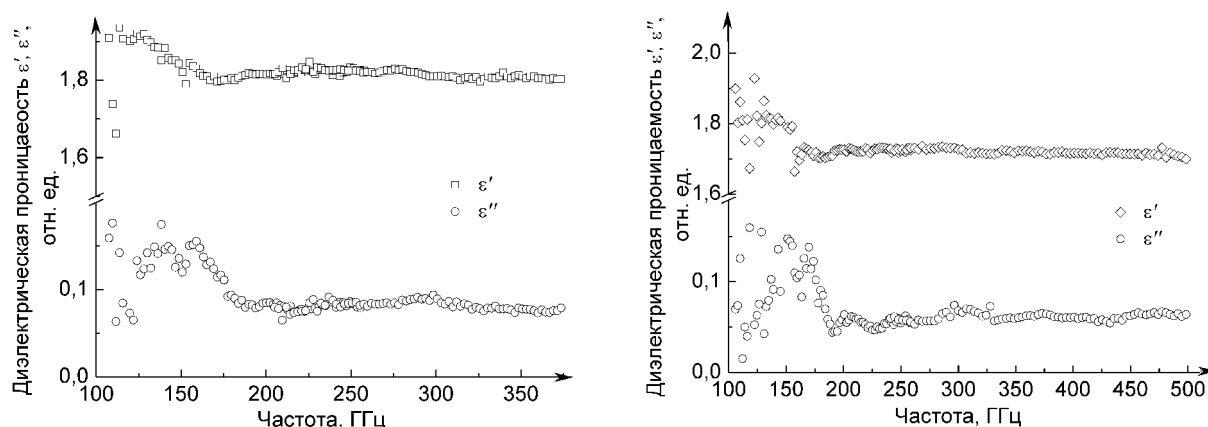 Диэлектрическая проницаеость ε′, ε″,
отн. ед.
1,8
1,6
0,1
0,0
□ ε′
○ ε″
100 150 200 250 300 350
Частота. ГГц
Диэлектрическая проницаемость ε′, ε″,
отн. ед.
2,0
1,8
1,6
0,1
0,0
◇ ε′
○ ε″
100 150 200 250 300 350 400 450 500
Частота, ГГц